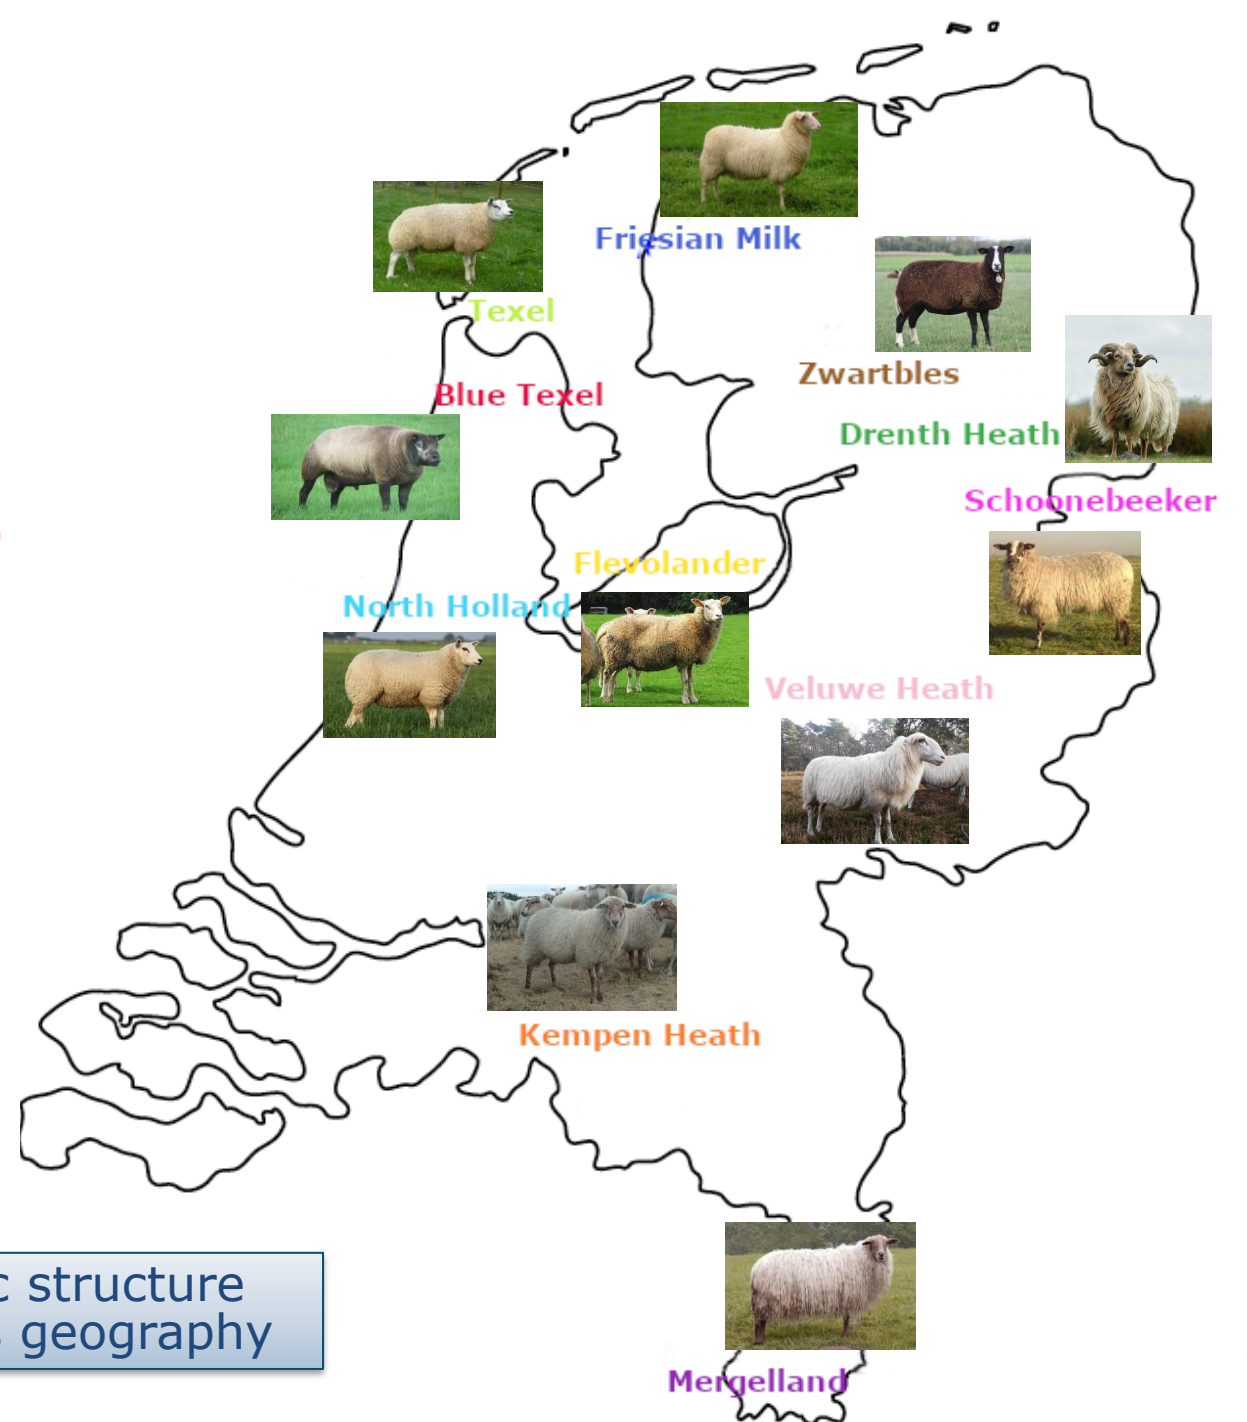 Friesian Milk
Texel
Zwartbles
Blue Texel
Drenth Heath
Schoonebeeker
Flevolander
North Holland
Veluwe Heath
Kempen Heath
structure
geography
Mergelland